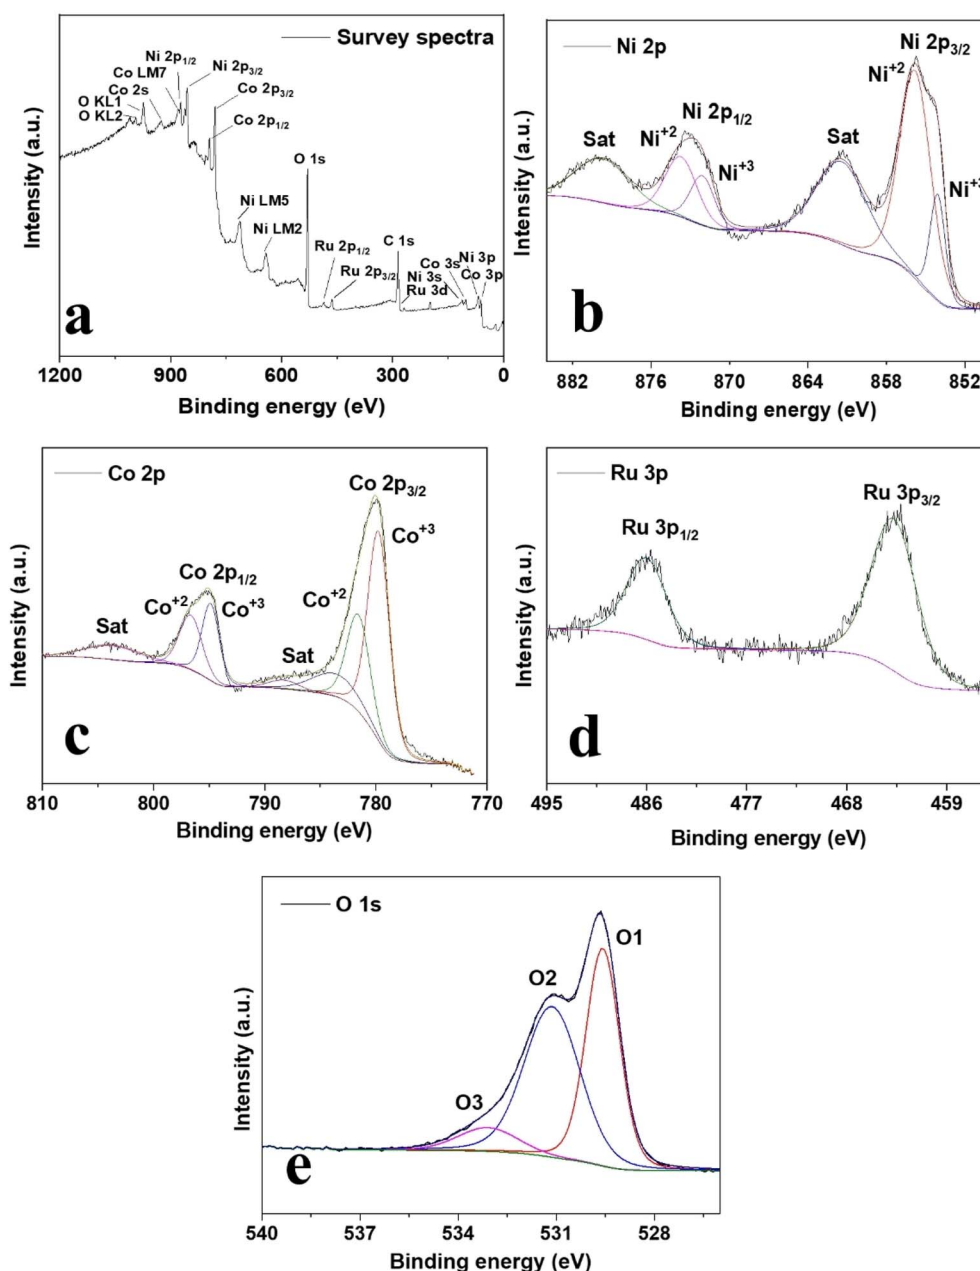 Survey spectra
Ni 2p1/2
Co LM7
Co 2s
O KL1
O KL2
Ni 2p3/2
Co 2p3/2
Co 2p1/2
O 1s
Ni LM5
Ni LM2
Ru 2p1/2
Ru 2p3/2
C 1s
Ni 3s
Ru 3d
Co 3s
Ni 3p
Co 3p
a
Intensity (a.u.)
1200 900 600 300 0
Binding energy (eV)
Ni 2p
Ni 2p3/2
Ni+2
Ni 2p1/2
Ni+2
Sat
Sat
Ni+3
Ni+3
b
Intensity (a.u.)
882 876 870 864 858 852
Binding energy (eV)
Co 2p
Co 2p3/2
Co+3
Co 2p1/2
Co+2
Co+3
Co+2
Sat
Sat
c
Intensity (a.u.)
810 800 790 780 770
Binding energy (eV)
Ru 3p
Ru 3p3/2
Ru 3p1/2
d
Intensity (a.u.)
495 486 477 468 459
Binding energy (eV)
O 1s
O1
O2
O3
e
Intensity (a.u.)
540 537 534 531 528
Binding energy (eV)